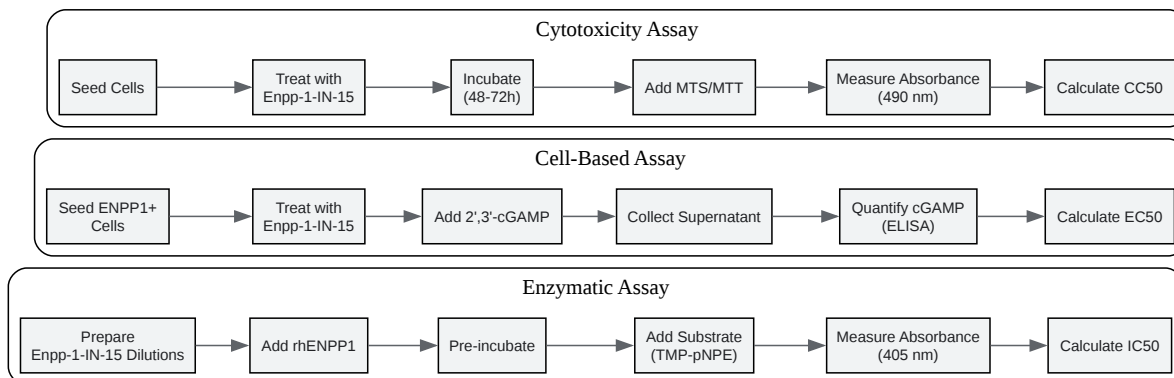 Cytotoxicity Assay
Seed Cells
Treat with
Enpp-1-IN-15
Incubate
(48-72h)
Add MTS/MTT
Measure Absorbance
(490 nm)
Calculate CC50
Cell-Based Assay
Seed ENPP1+
Cells
Treat with
Enpp-1-IN-15
Add 2',3'-cGAMP
Collect Supernatant
Quantify cGAMP
(ELISA)
Calculate EC50
Enzymatic Assay
Prepare
Enpp-1-IN-15 Dilutions
Add rhENPP1
Pre-incubate
Add Substrate
(TMP-pNPE)
Measure Absorbance
(405 nm)
Calculate IC50